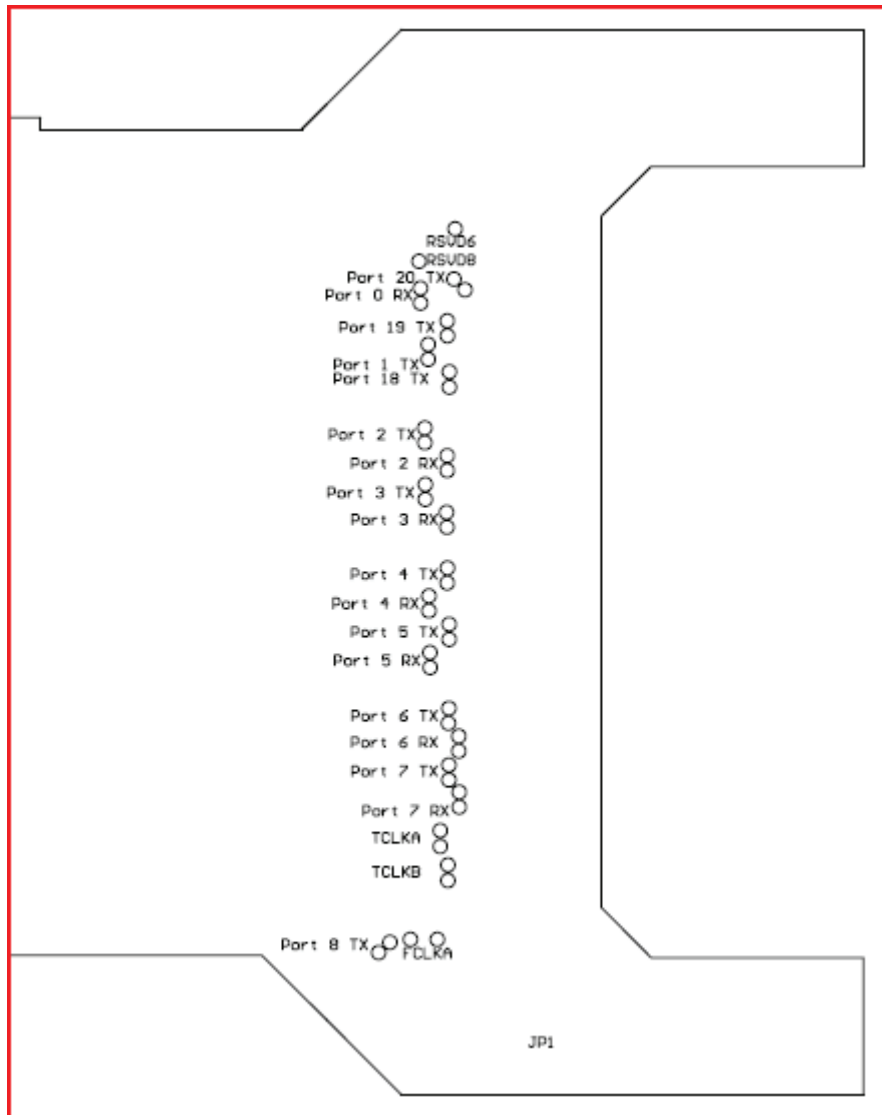 RSVD6
RSVD8
Port 20 TX
Port 0 RX
Port 19 TX
Port 1 TX
Port 18 TX
Port 2 TX
Port 2 RX
Port 3 TX
Port 3 RX
Port 4 TX
Port 4 RX
Port 5 TX
Port 5 RX
Port 6 TX
Port 6 RX
Port 7 TX
Port 7 RX
TCLKA
TCLKB
Port 8 TX
FCLKA
JP1